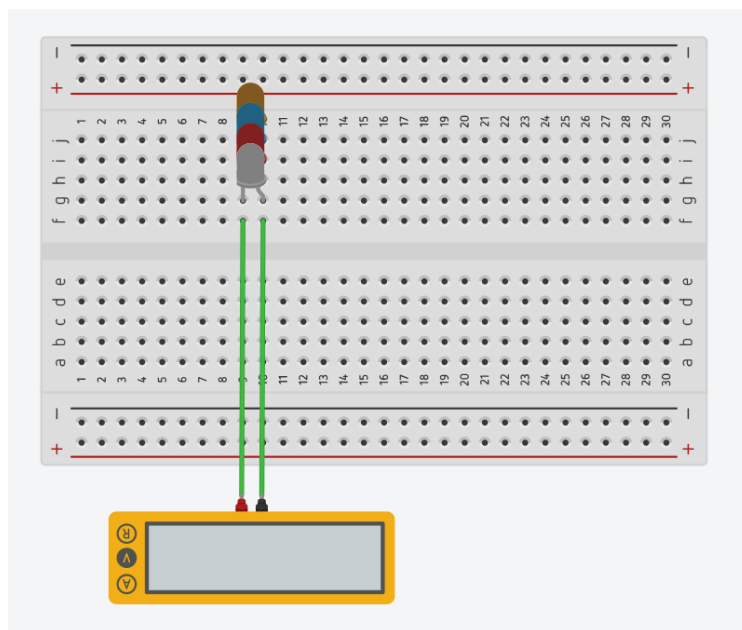 − −
+ +
1 2 3 4 5 6 7 8 11 12 13 14 15 16 17 18 19 20 21 22 23 24 25 26 27 28 29 30
j j
i i
h h
g g
f f
e e
d d
c c
b b
a a
1 2 3 4 5 6 7 8 9 10 11 12 13 14 15 16 17 18 19 20 21 22 23 24 25 26 27 28 29 30
− −
+ +
R
V
A